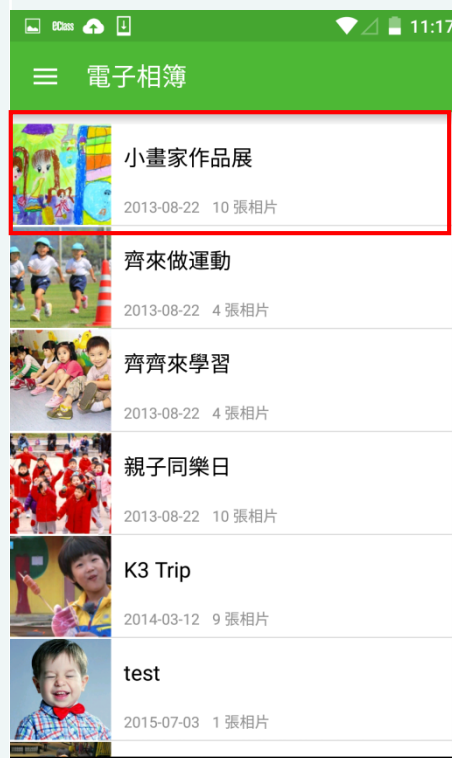 eClass 11:17
電子相簿
小畫家作品展
2013-08-22 10 張相片
齊來做運動
2013-08-22 4 張相片
齊齊來學習
2013-08-22 4 張相片
親子同樂日
2013-08-22 10 張相片
K3 Trip
2014-03-12 9 張相片
test
2015-07-03 1 張相片